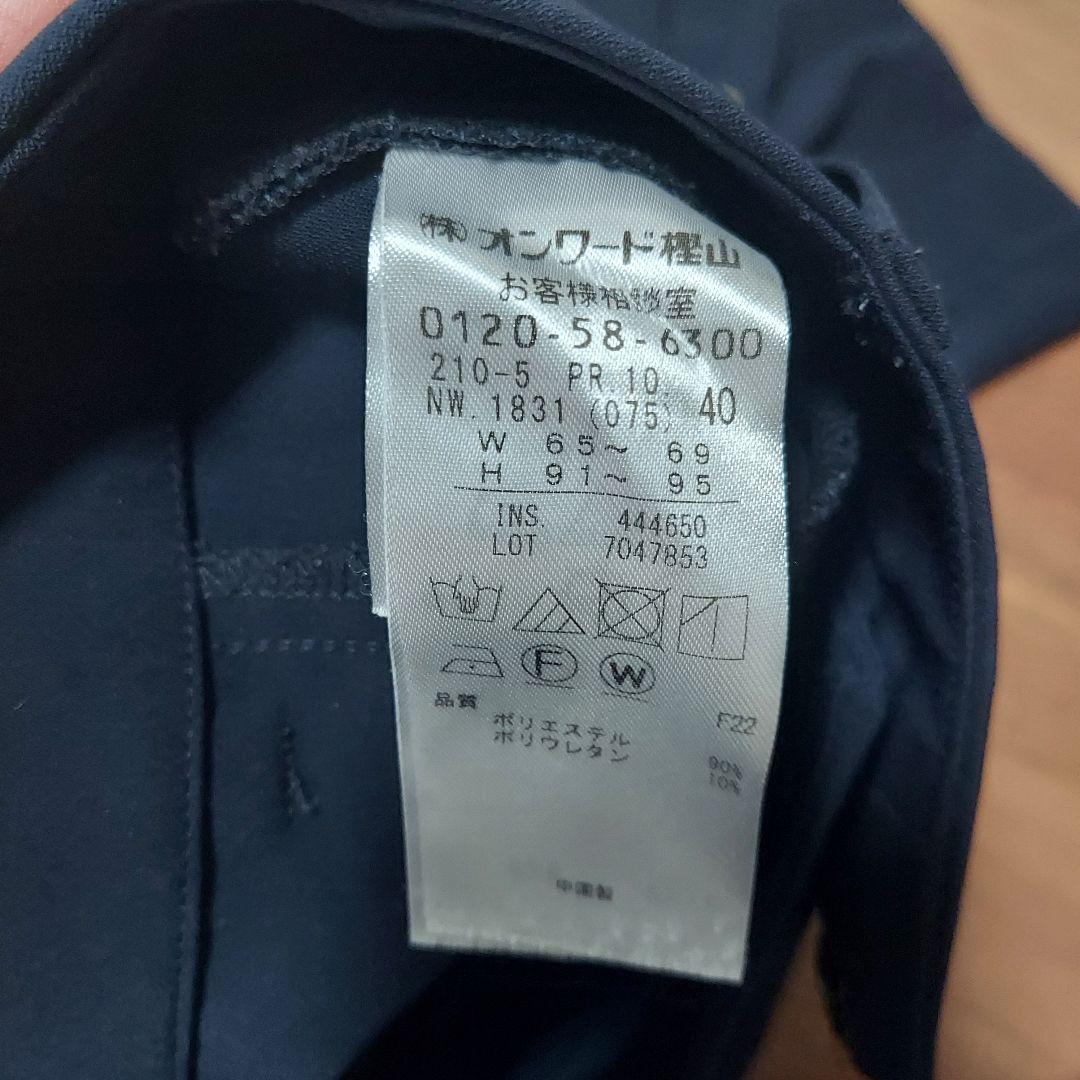 ㈱オンワード樫山
お客様相談室
0120-58-6300
210-5 PR.10.
NW.1831(075) 40
W 65～ 69
H 91～ 95
INS. 444650
LOT 7047853
F
W
品質 F22
ポリエステル 90%
ポリウレタン 10%
中国製